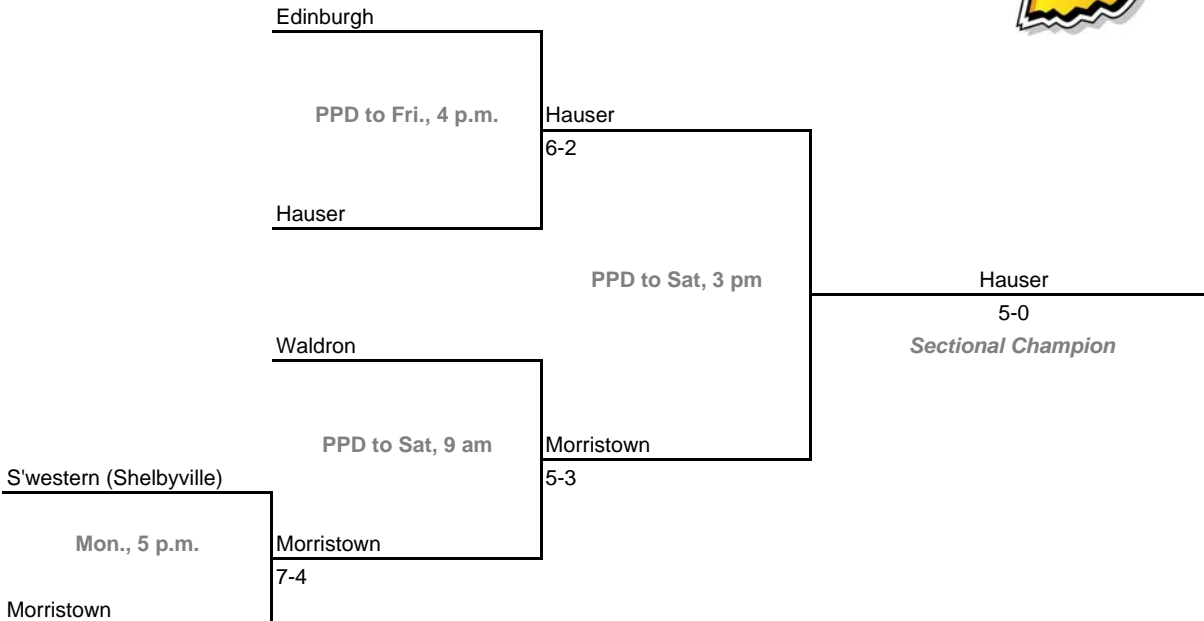 Edinburgh
PPD to Fri., 4 p.m.
Hauser
6-2
Hauser
PPD to Sat, 3 pm
Hauser
5-0
Sectional Champion
Waldron
PPD to Sat, 9 am
Morristown
5-3
S'western (Shelbyville)
Mon., 5 p.m.
Morristown
7-4
Morristown